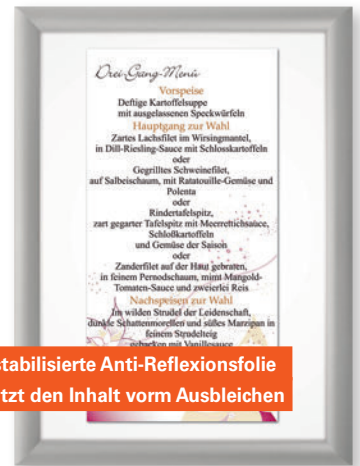 Drei-Gang-Menü
Vorspeise
Deftige Kartoffelsuppe
mit ausgelassenen Speckwürfeln
Hauptgang zur Wahl
Zartes Lachsfilet im Wirsingmantel,
in Dill-Riesling-Sauce mit Schlosskartoffeln
oder
Gegrilltes Schweinefilet,
auf Salbeischaum, mit Ratatouille-Gemüse und
Polenta
oder
Rindertafelspitz,
zart gegarter Tafelspitz mit Meerrettichsauce,
Schloßkartoffeln
und Gemüse der Saison
oder
Zanderfilet auf der Haut gebraten,
in feinem Pernodschaum, mimt Mangold-
Tomaten-Sauce und zweierlei Reis
Nachspeisen zur Wahl
Im wilden Strudel der Leidenschaft,
dunkle Schattenmorellen und süßes Marzipan in
feinem Strudelteig
gebacken mit Vanillesauce
stabilisierte Anti-Reflexionsfolie
tzt den Inhalt vorm Ausbleichen